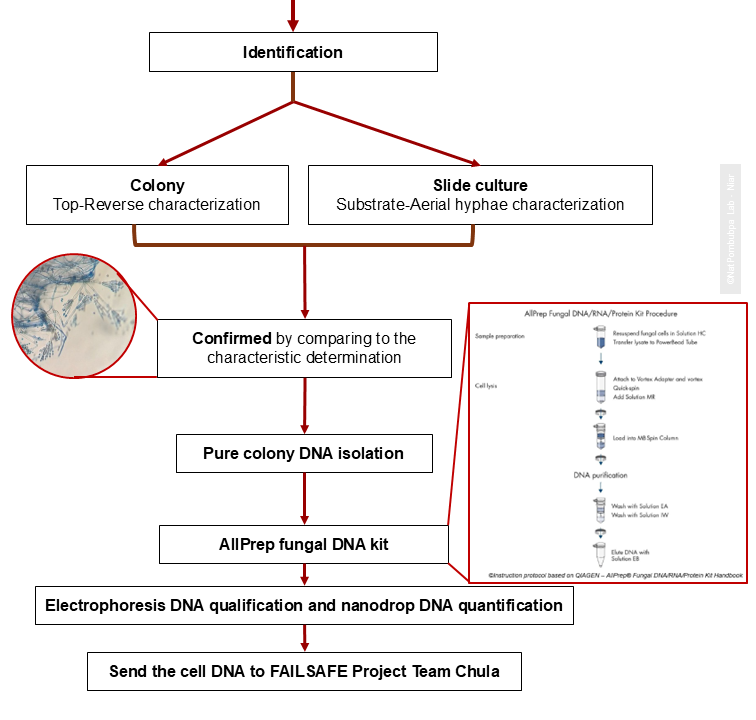 Identification
Colony
Top-Reverse characterization
Slide culture
Substrate-Aerial hyphae characterization
Confirmed by comparing to the
characteristic determination
Pure colony DNA isolation
AllPrep fungal DNA kit
Electrophoresis DNA qualification and nanodrop DNA quantification
Send the cell DNA to FAILSAFE Project Team Chula
AllPrep Fungal DNA/RNA/Protein Kit Procedure
Sample preparation
Resuspend fungal cells in Solution HC
Transfer lysate to PowerBead Tube
Cell lysis
Attach to Vortex Adapter and vortex
Quick-spin
Add Solution MR
Load into MB Spin Column
DNA purification
Wash with Solution EA
Wash with Solution IW
Elute DNA with
Solution EB
©Instruction protocol based on QIAGEN – AllPrep® Fungal DNA/RNA/Protein Kit Handbook